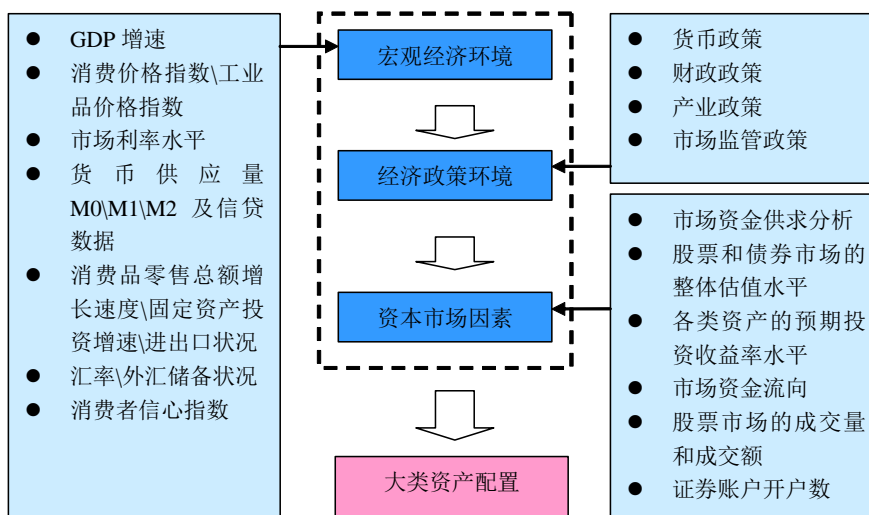 GDP 增速
消费价格指数\工业
品价格指数
市场利率水平
货币供应量
M0\M1\M2 及信贷
数据
消费品零售总额增
长速度\固定资产投
资增速\进出口状况
汇率\外汇储备状况
消费者信心指数
宏观经济环境
经济政策环境
资本市场因素
大类资产配置
货币政策
财政政策
产业政策
市场监管政策
市场资金供求分析
股票和债券市场的
整体估值水平
各类资产的预期投
资收益率水平
市场资金流向
股票市场的成交量
和成交额
证券账户开户数